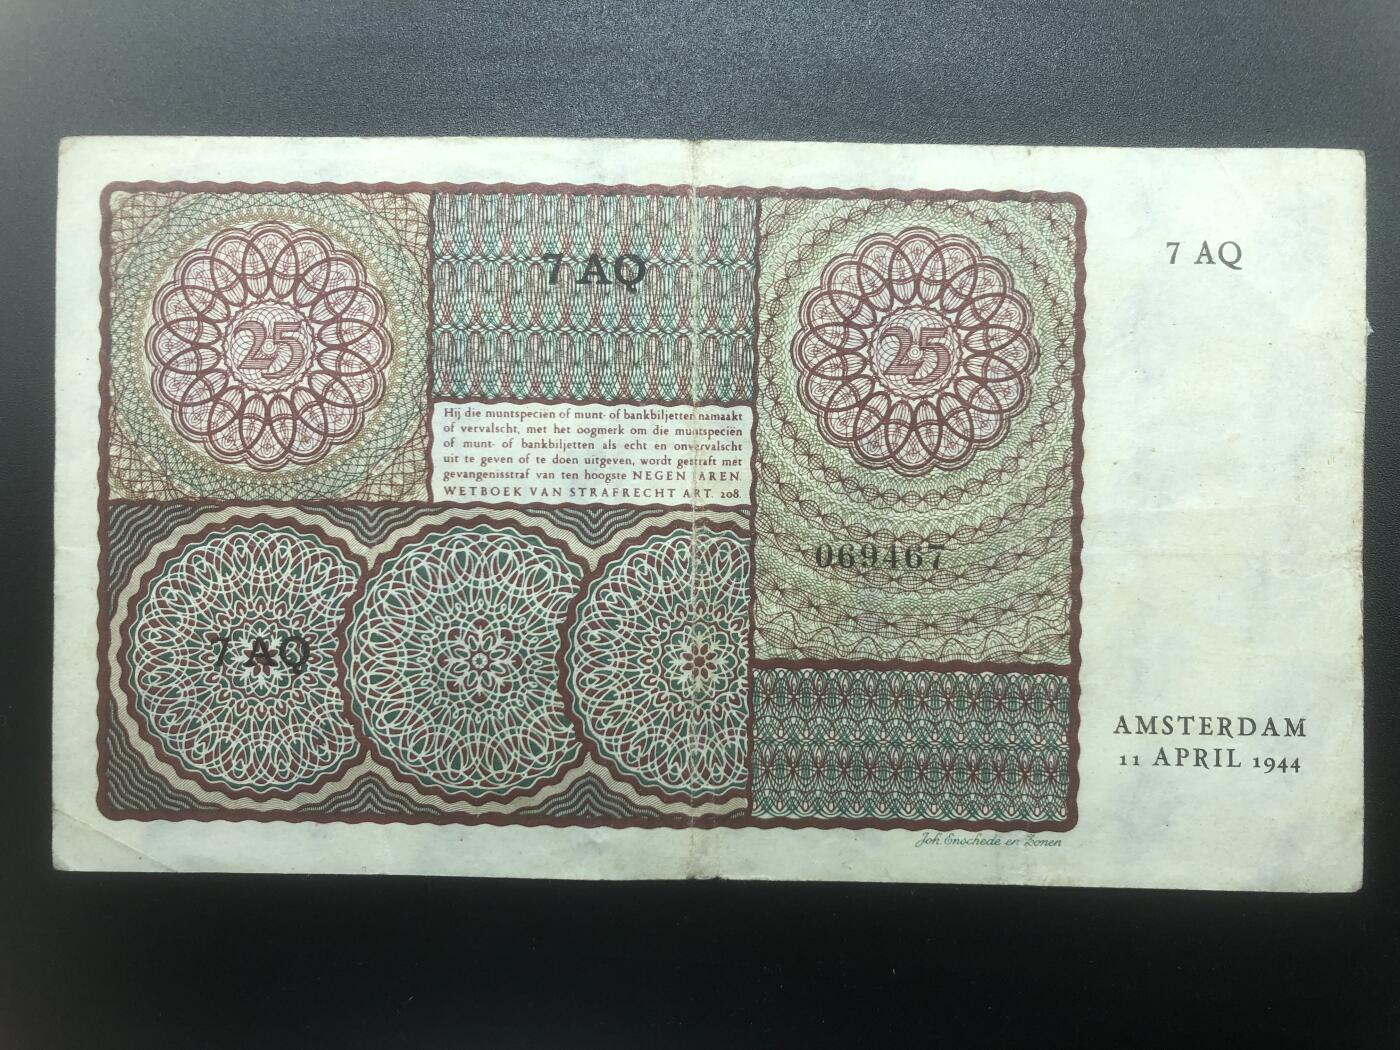 25
7 AQ
25
7 AQ
Hij die muntspeciën of munt- of bankbiljetten namaakt
of vervalscht, met het oogmerk om die muntspeciën
of munt- of bankbiljetten als echt en onvervalscht
uit te geven of te doen uitgeven, wordt gestraft met
gevangenisstraf van ten hoogste NEGEN JAREN.
WETBOEK VAN STRAFRECHT ART. 208.
069467
7 AQ
AMSTERDAM
11 APRIL 1944
Joh. Enschedé en Zonen